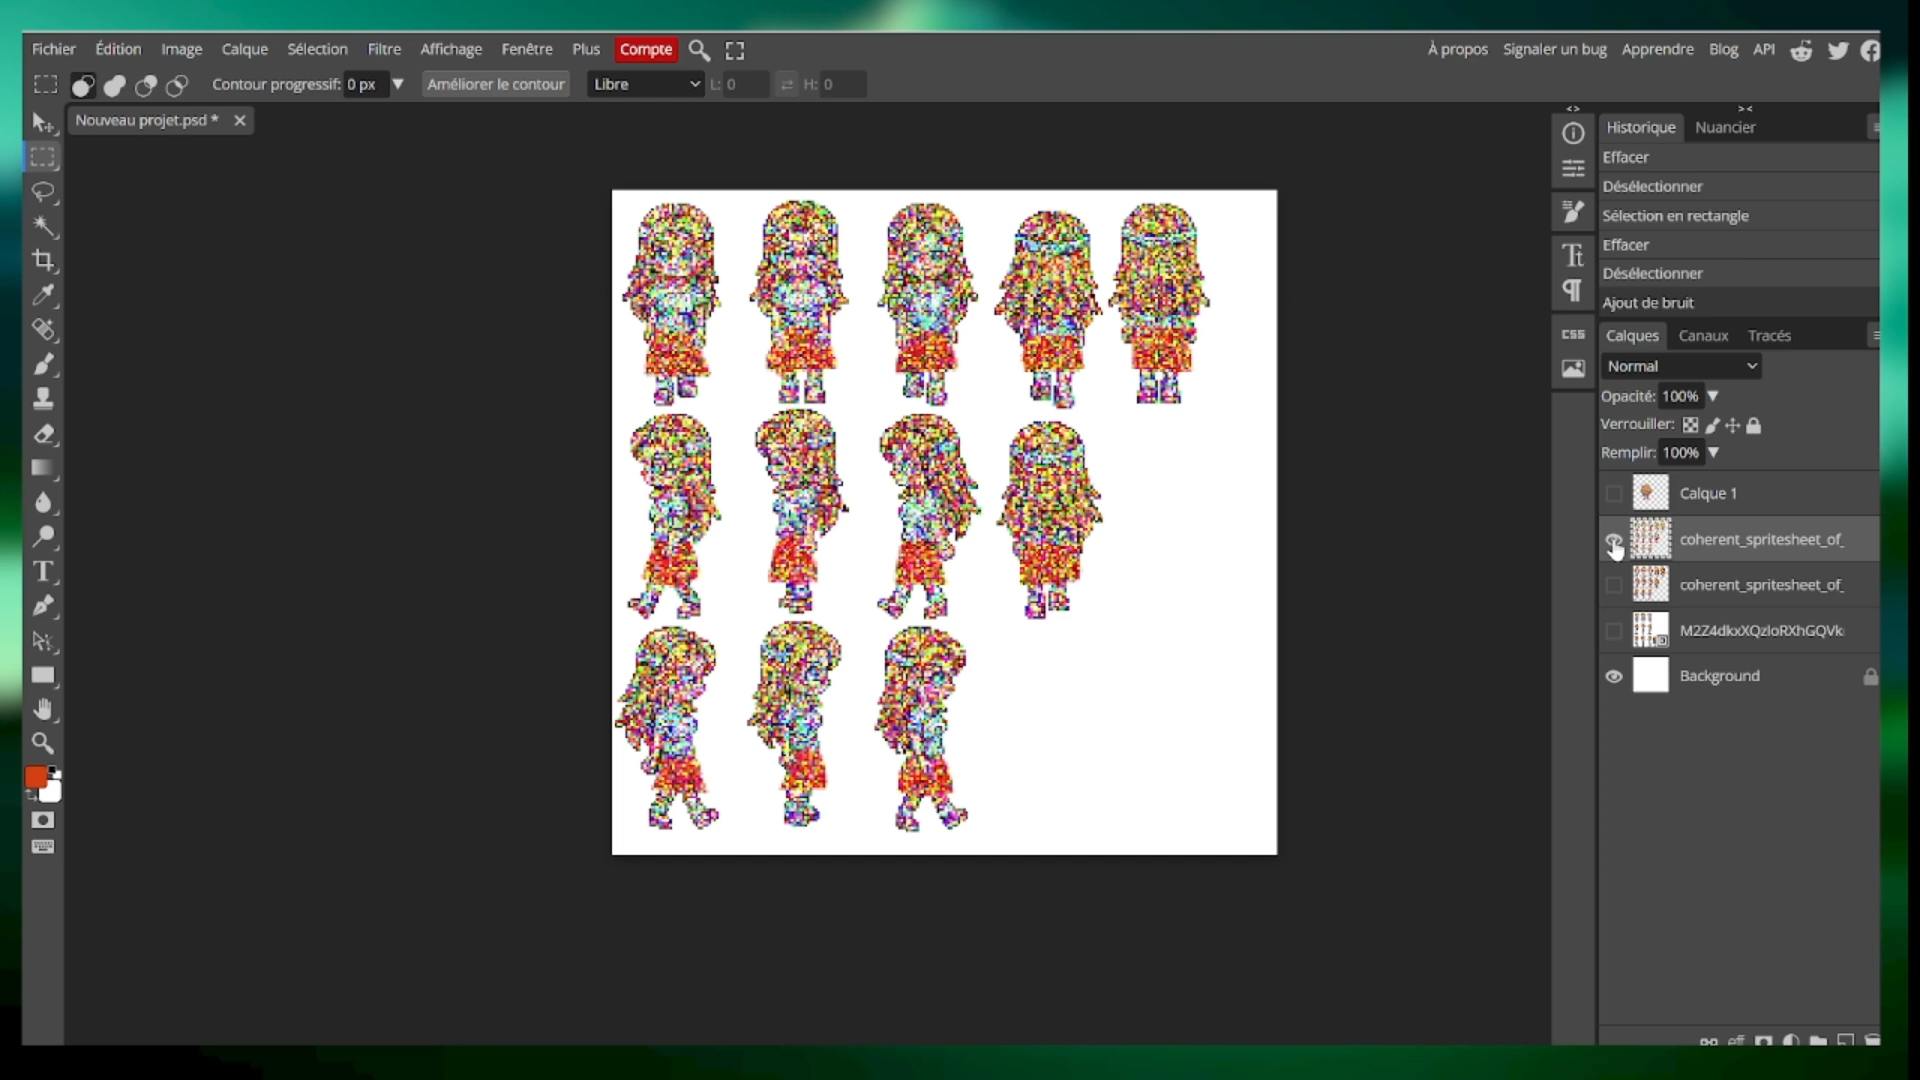 Fichier Édition Image Calque Sélection Filtre Affichage Fenêtre Plus Compte À propos Signaler un bug Apprendre Blog API
Contour progressif: 0 px Améliorer le contour Libre L: 0 H: 0
Nouveau projet.psd *
Historique Nuancier
Effacer
Désélectionner
Sélection en rectangle
Effacer
Désélectionner
Ajout de bruit
CSS
Calques Canaux Tracés
Normal
Opacité: 100%
Verrouiller:
Remplir: 100%
Calque 1
coherent_spritesheet_of_
coherent_spritesheet_of_
M2Z4dkxXQzloRXhGQVk
Background
eff